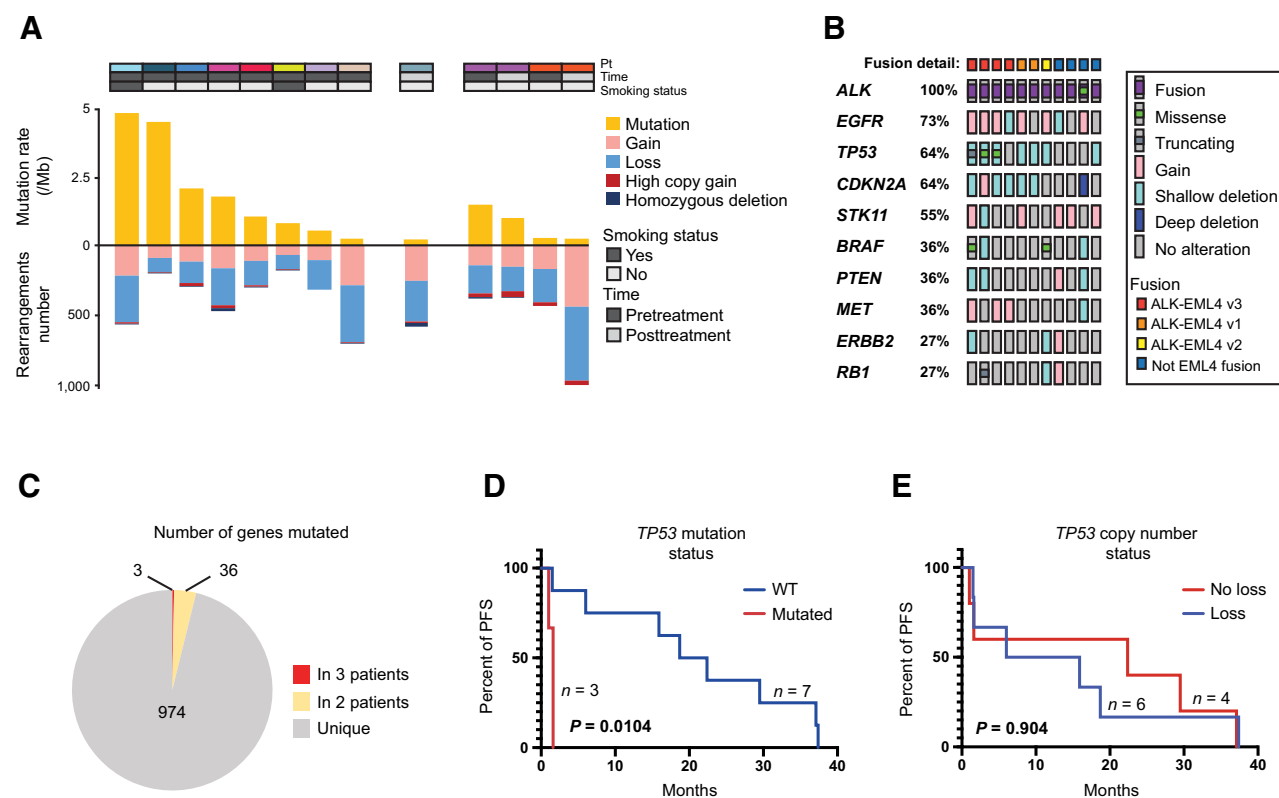 A
Pt
Time
Smoking status
5
2.5
0
500
1,000
Mutation rate
(/Mb)
Rearrangements
number
Mutation
Gain
Loss
High copy gain
Homozygous deletion
Smoking status
Yes
No
Time
Pretreatment
Posttreatment
B
Fusion detail:
ALK 100%
EGFR 73%
TP53 64%
CDKN2A 64%
STK11 55%
BRAF 36%
PTEN 36%
MET 36%
ERBB2 27%
RB1 27%
Fusion
Missense
Truncating
Gain
Shallow deletion
Deep deletion
No alteration
Fusion
ALK-EML4 v3
ALK-EML4 v1
ALK-EML4 v2
Not EML4 fusion
C
Number of genes mutated
3
36
974
In 3 patients
In 2 patients
Unique
D
TP53 mutation
status
Percent of PFS
100
50
0
WT
Mutated
n = 3
n = 7
P = 0.0104
0 10 20 30 40
Months
E
TP53 copy number
status
Percent of PFS
100
50
0
No loss
Loss
n = 6
n = 4
P = 0.904
0 10 20 30 40
Months